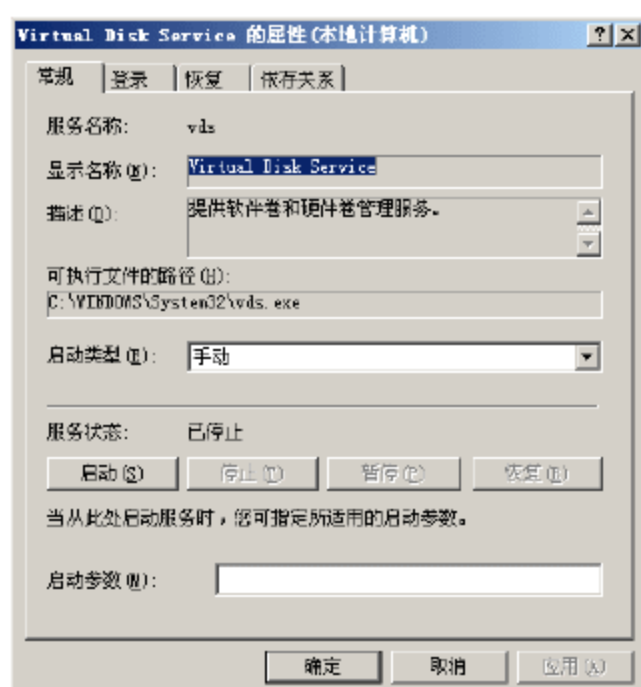 Virtual Disk Service 的属性(本地计算机)
常规 登录 恢复 依存关系
服务名称: vds
显示名称(N): Virtual Disk Service
描述(D): 提供软件卷和硬件卷管理服务。
可执行文件的路径(H):
C:\WINDOWS\System32\vds.exe
启动类型(E): 手动
服务状态: 已停止
启动(S) 停止(T) 暂停(P) 恢复(R)
当从此处启动服务时，您可指定所适用的启动参数。
启动参数(M):
确定 取消 应用(A)